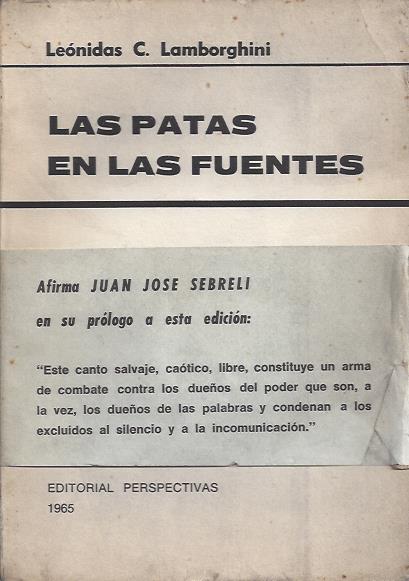 Leónidas C. Lamborghini
LAS PATAS
EN LAS FUENTES
Afirma JUAN JOSE SEBRELI
en su prólogo a esta edición:
"Este canto salvaje, caótico, libre, constituye un arma
de combate contra los dueños del poder que son, a
la vez, los dueños de las palabras y condenan a los
excluidos al silencio y a la incomunicación."
EDITORIAL PERSPECTIVAS
1965